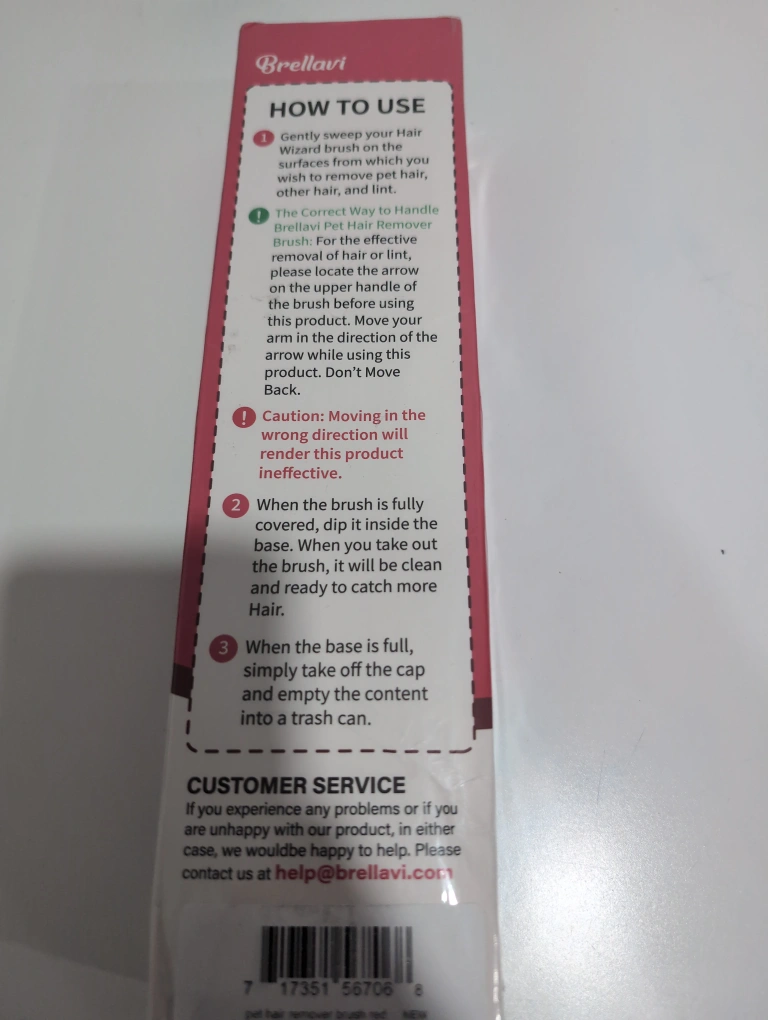 Brellavi
HOW TO USE
1 Gently sweep your Hair
Wizard brush on the
surfaces from which you
wish to remove pet hair,
other hair, and lint.
! The Correct Way to Handle
Brellavi Pet Hair Remover
Brush: For the effective
removal of hair or lint,
please locate the arrow
on the upper handle of
the brush before using
this product. Move your
arm in the direction of the
arrow while using this
product. Don't Move
Back.
! Caution: Moving in the
wrong direction will
render this product
ineffective.
2 When the brush is fully
covered, dip it inside the
base. When you take out
the brush, it will be clean
and ready to catch more
Hair.
3 When the base is full,
simply take off the cap
and empty the content
into a trash can.
CUSTOMER SERVICE
If you experience any problems or if you
are unhappy with our product, in either
case, we wouldbe happy to help. Please
contact us at help@brellavi.com
7 17351 56706 8
pet hair remover brush red NEW